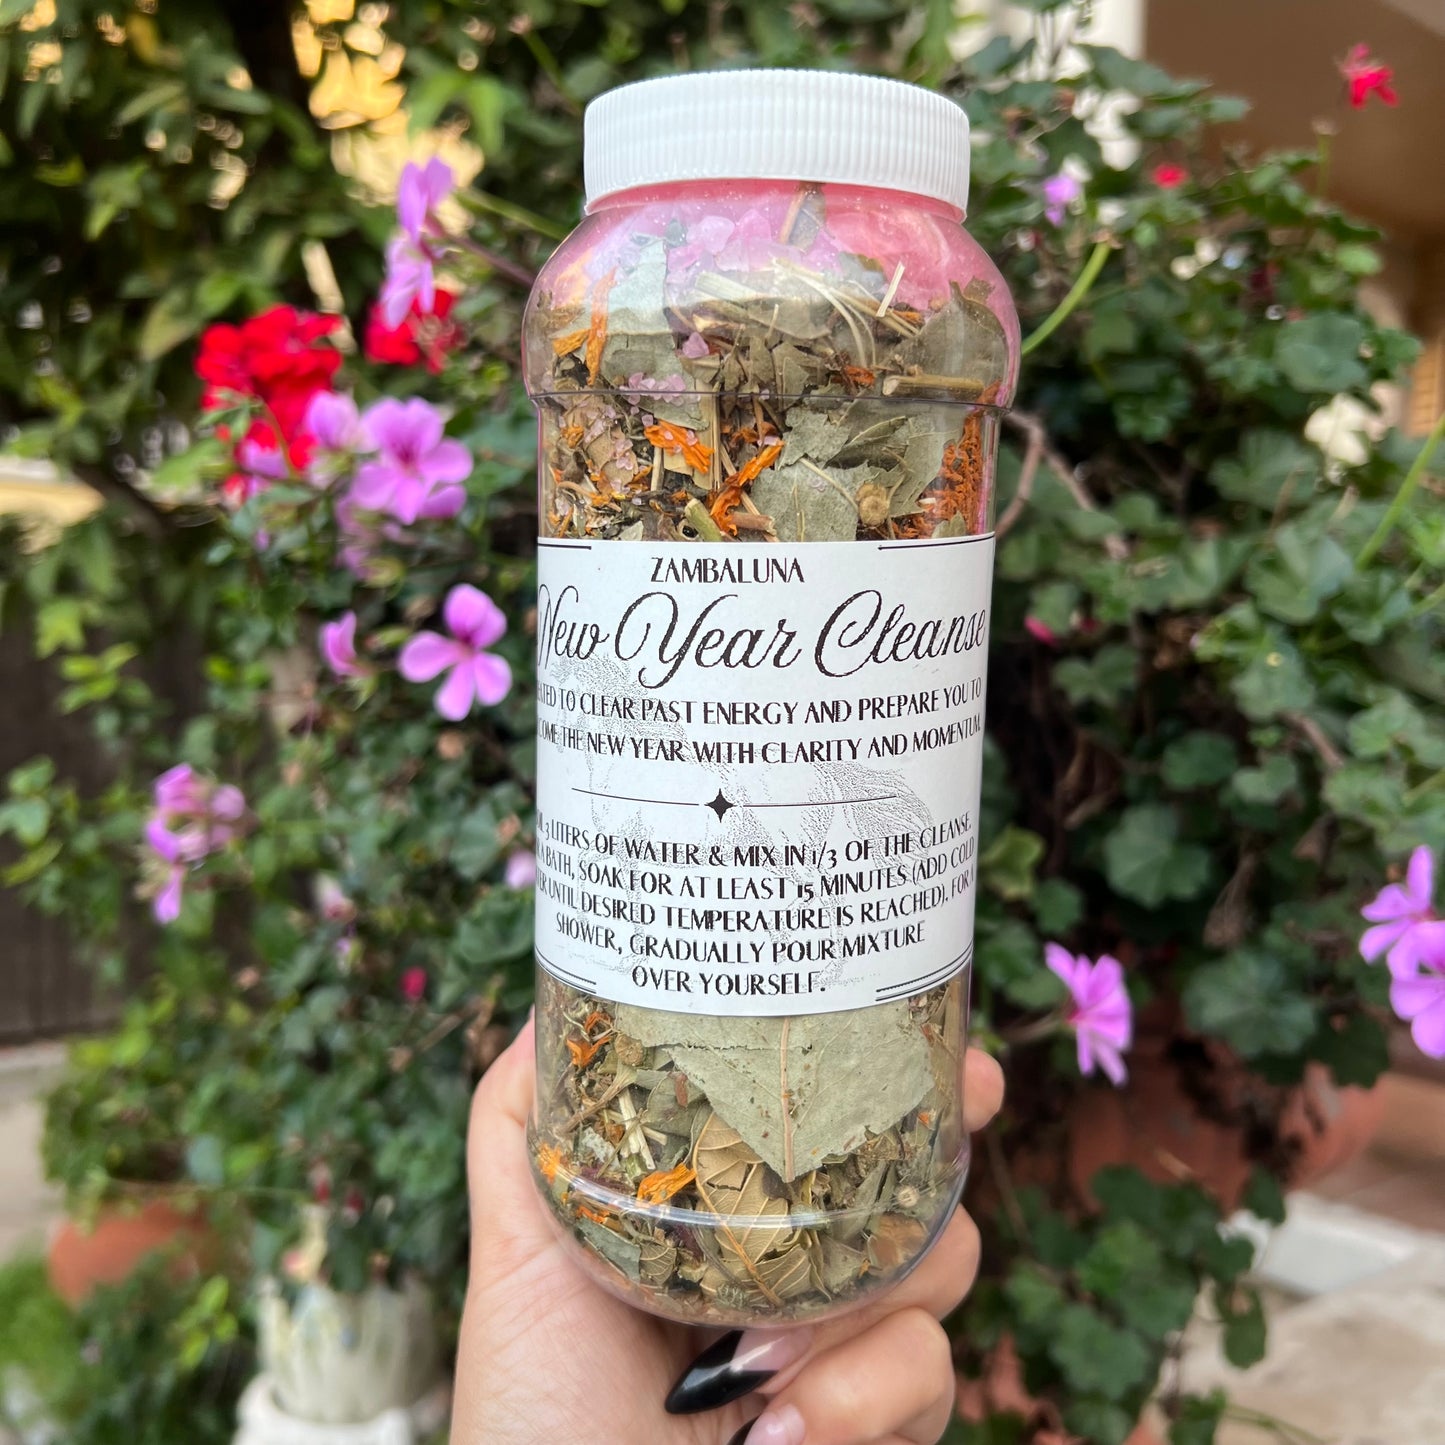 ZAMBALUNA
New Year Cleanse
TO CLEAR PAST ENERGY AND PREPARE YOU TO
THE NEW YEAR WITH CLARITY AND MOMENTUM.
3 LITERS OF WATER & MIX IN 1/3 OF THE CLEANSE.
A BATH, SOAK FOR AT LEAST 15 MINUTES (ADD COLD
UNTIL DESIRED TEMPERATURE IS REACHED). FOR A
SHOWER, GRADUALLY POUR MIXTURE
OVER YOURSELF.